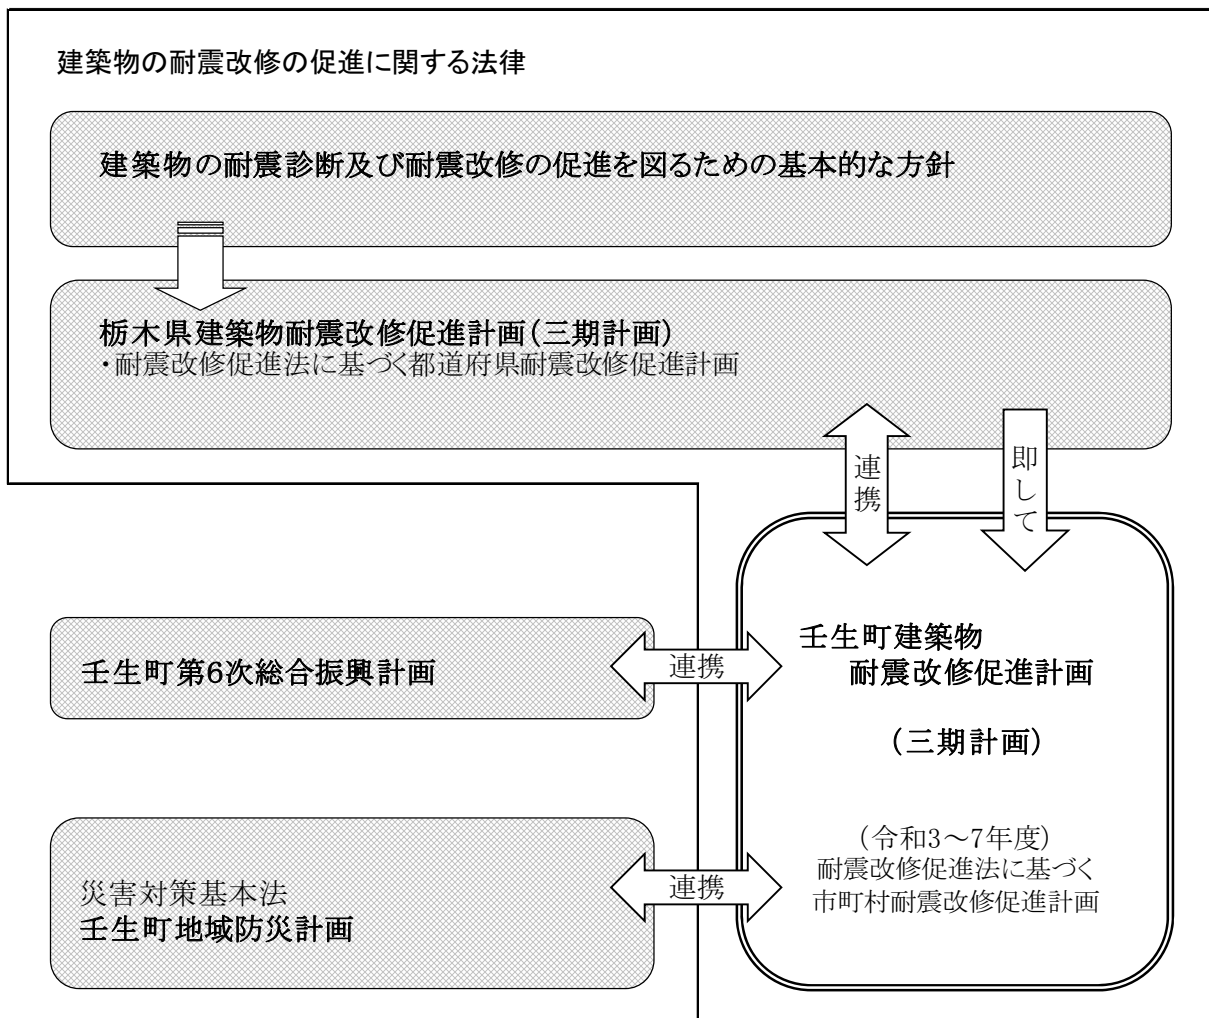 建築物の耐震改修の促進に関する法律
建築物の耐震診断及び耐震改修の促進を図るための基本的な方針
栃木県建築物耐震改修促進計画(三期計画)
・耐震改修促進法に基づく都道府県耐震改修促進計画
連携
即して
壬生町第6次総合振興計画
連携
壬生町建築物
耐震改修促進計画
(三期計画)
(令和3～7年度)
耐震改修促進法に基づく
市町村耐震改修促進計画
災害対策基本法
壬生町地域防災計画
連携